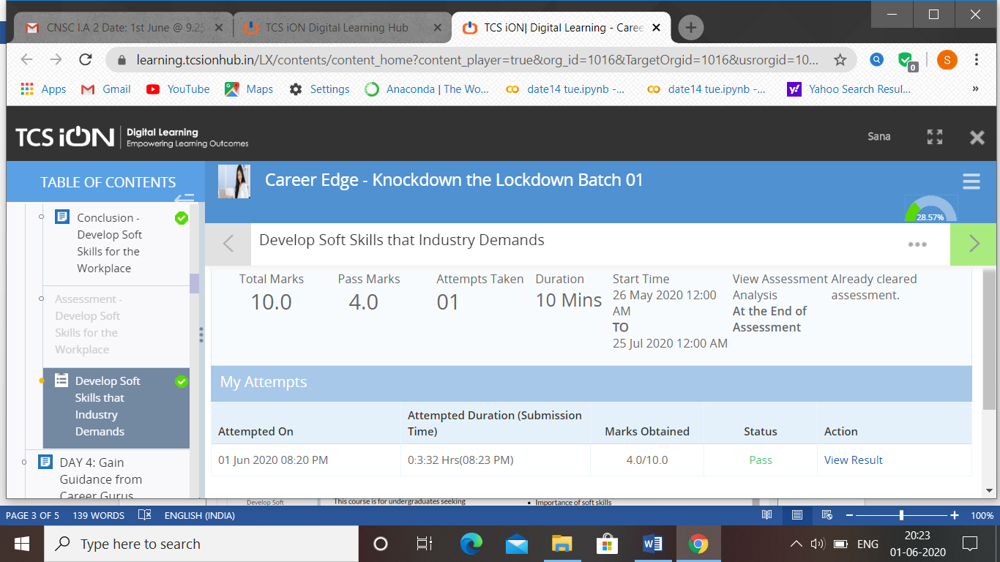 CNSC I.A 2 Date: 1st June @ 9.25
TCS iON Digital Learning Hub
TCS iON| Digital Learning - Caree
learning.tcsionhub.in/LX/contents/content_home?content_player=true&org_id=1016&TargetOrgid=1016&usrorgid=10...
0
S
Apps
Gmail
YouTube
Maps
Settings
Anaconda | The Wo...
date14 tue.ipynb -...
date14 tue.ipynb -...
Yahoo Search Resul...
»
TCS iON
Digital Learning
Empowering Learning Outcomes
Sana
TABLE OF CONTENTS
Career Edge - Knockdown the Lockdown Batch 01
28.57%
Conclusion -
Develop Soft
Skills for the
Workplace
Assessment -
Develop Soft
Skills for the
Workplace
Develop Soft
Skills that
Industry
Demands
DAY 4: Gain
Guidance from
Career Gurus
Develop Soft Skills that Industry Demands
Total Marks
10.0
Pass Marks
4.0
Attempts Taken
01
Duration
10 Mins
Start Time
26 May 2020 12:00
AM
TO
25 Jul 2020 12:00 AM
View Assessment
Analysis
At the End of
Assessment
Already cleared
assessment.
My Attempts
Attempted On
Attempted Duration (Submission
Time)
Marks Obtained
Status
Action
01 Jun 2020 08:20 PM
0:3:32 Hrs(08:23 PM)
4.0/10.0
Pass
View Result
Develop Soft
This course is for undergraduates seeking
• Importance of soft skills
PAGE 3 OF 5
139 WORDS
ENGLISH (INDIA)
100%
Type here to search
ENG
20:23
01-06-2020